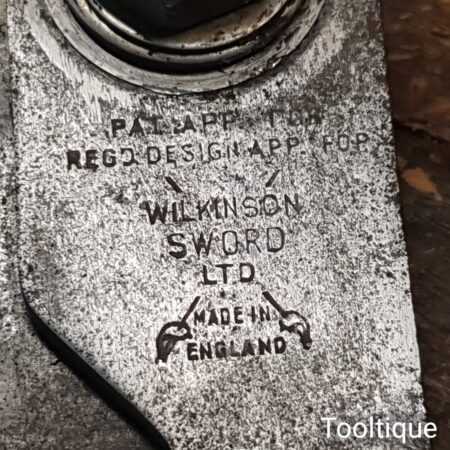 PAT. APP. FOR
REGD. DESIGN APP. FOR
WILKINSON
SWORD
LTD
MADE IN
ENGLAND
Tooltique